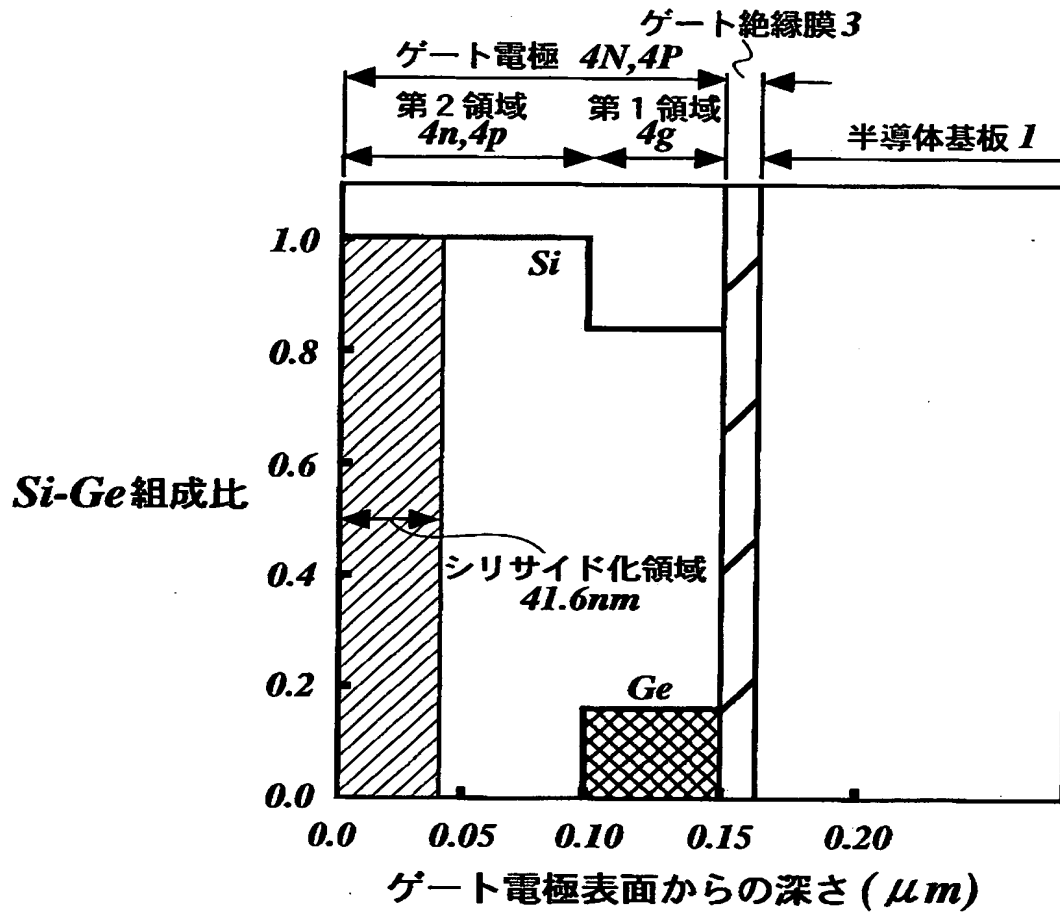 ゲート絶縁膜3
ゲート電極 4N,4P
第2領域
4n,4p
第1領域
4g
半導体基板 1
1.0
Si
0.8
0.6
Si-Ge組成比
0.4
シリサイド化領域
41.6nm
0.2
Ge
0.0
0.0 0.05 0.10 0.15 0.20
ゲート電極表面からの深さ(μm)